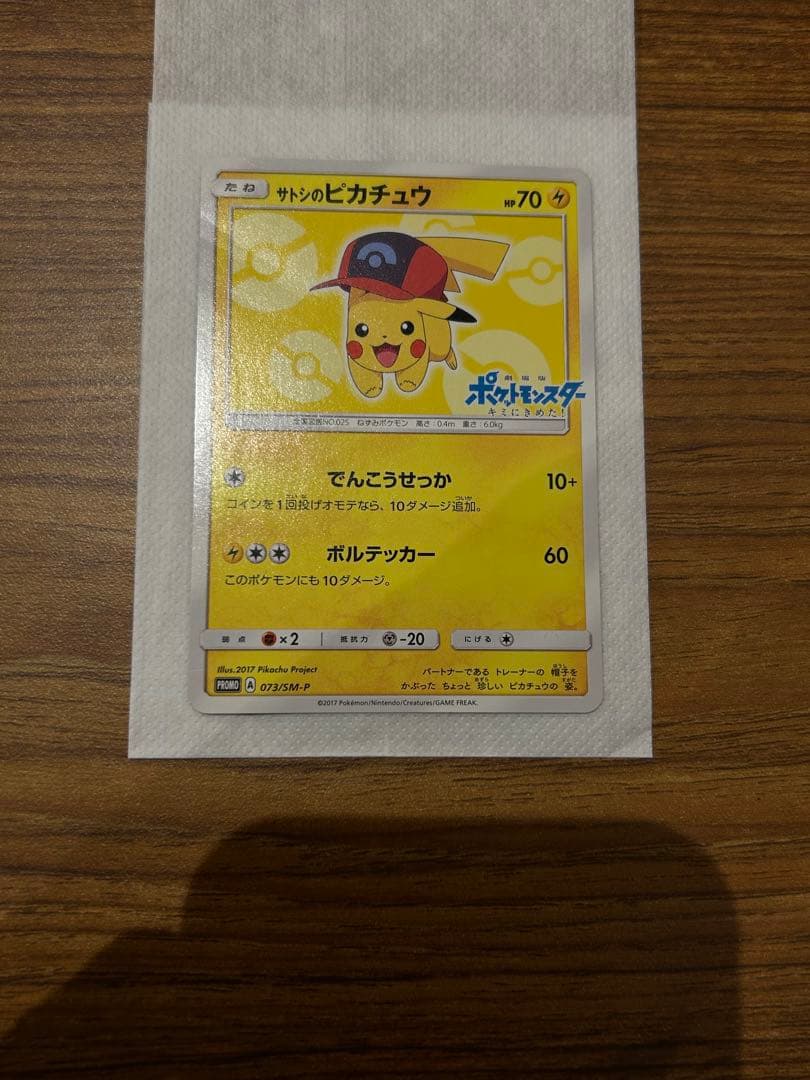 たね サトシのピカチュウ HP70
劇場版
ポケットモンスター
キミにきめた!
全国図鑑NO.025 ねずみポケモン 高さ:0.4m 重さ:6.0kg
でんこうせっか 10+
コインを1回投げオモテなら、10ダメージ追加。
ボルテッカー 60
このポケモンにも10ダメージ。
弱点 ×2 抵抗力 -20 にげる
Illus.2017 Pikachu Project
PROMO A 073/SM-P
パートナーである トレーナーの 帽子を
かぶった ちょっと 珍しい ピカチュウの 姿。
©2017 Pokémon/Nintendo/Creatures/GAME FREAK.